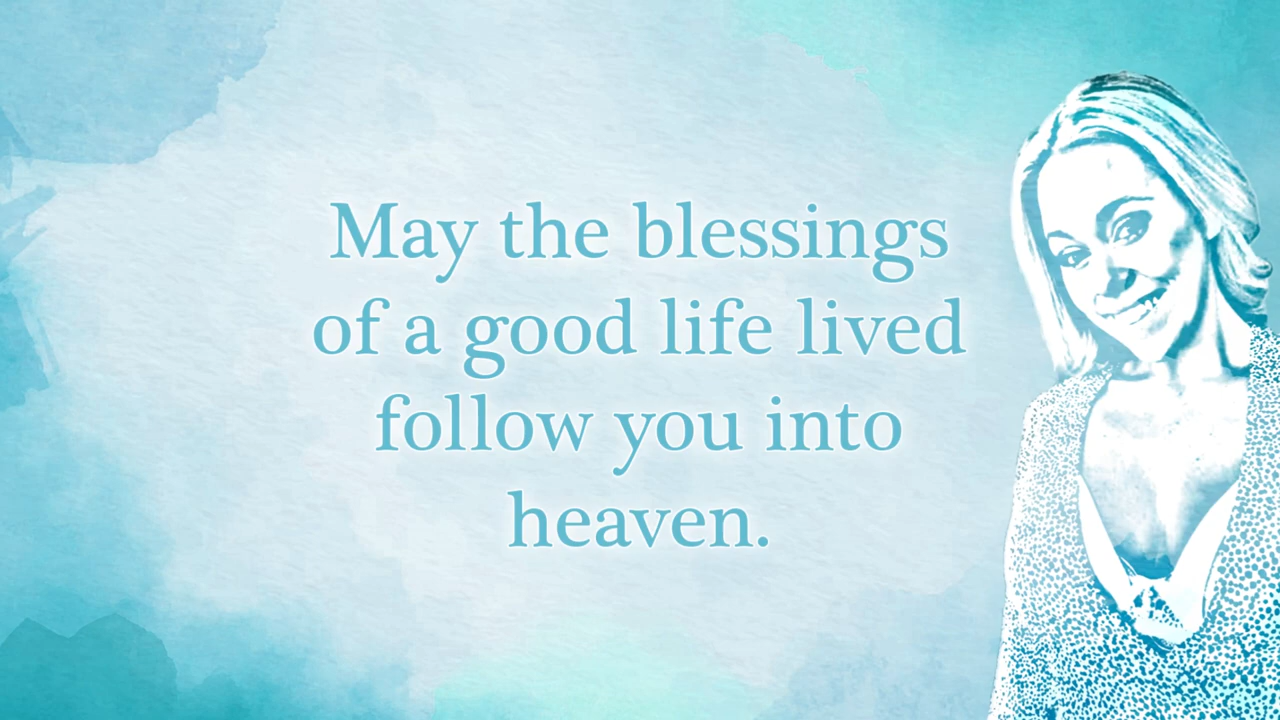 May the blessings
of a good life lived
follow you into
heaven.